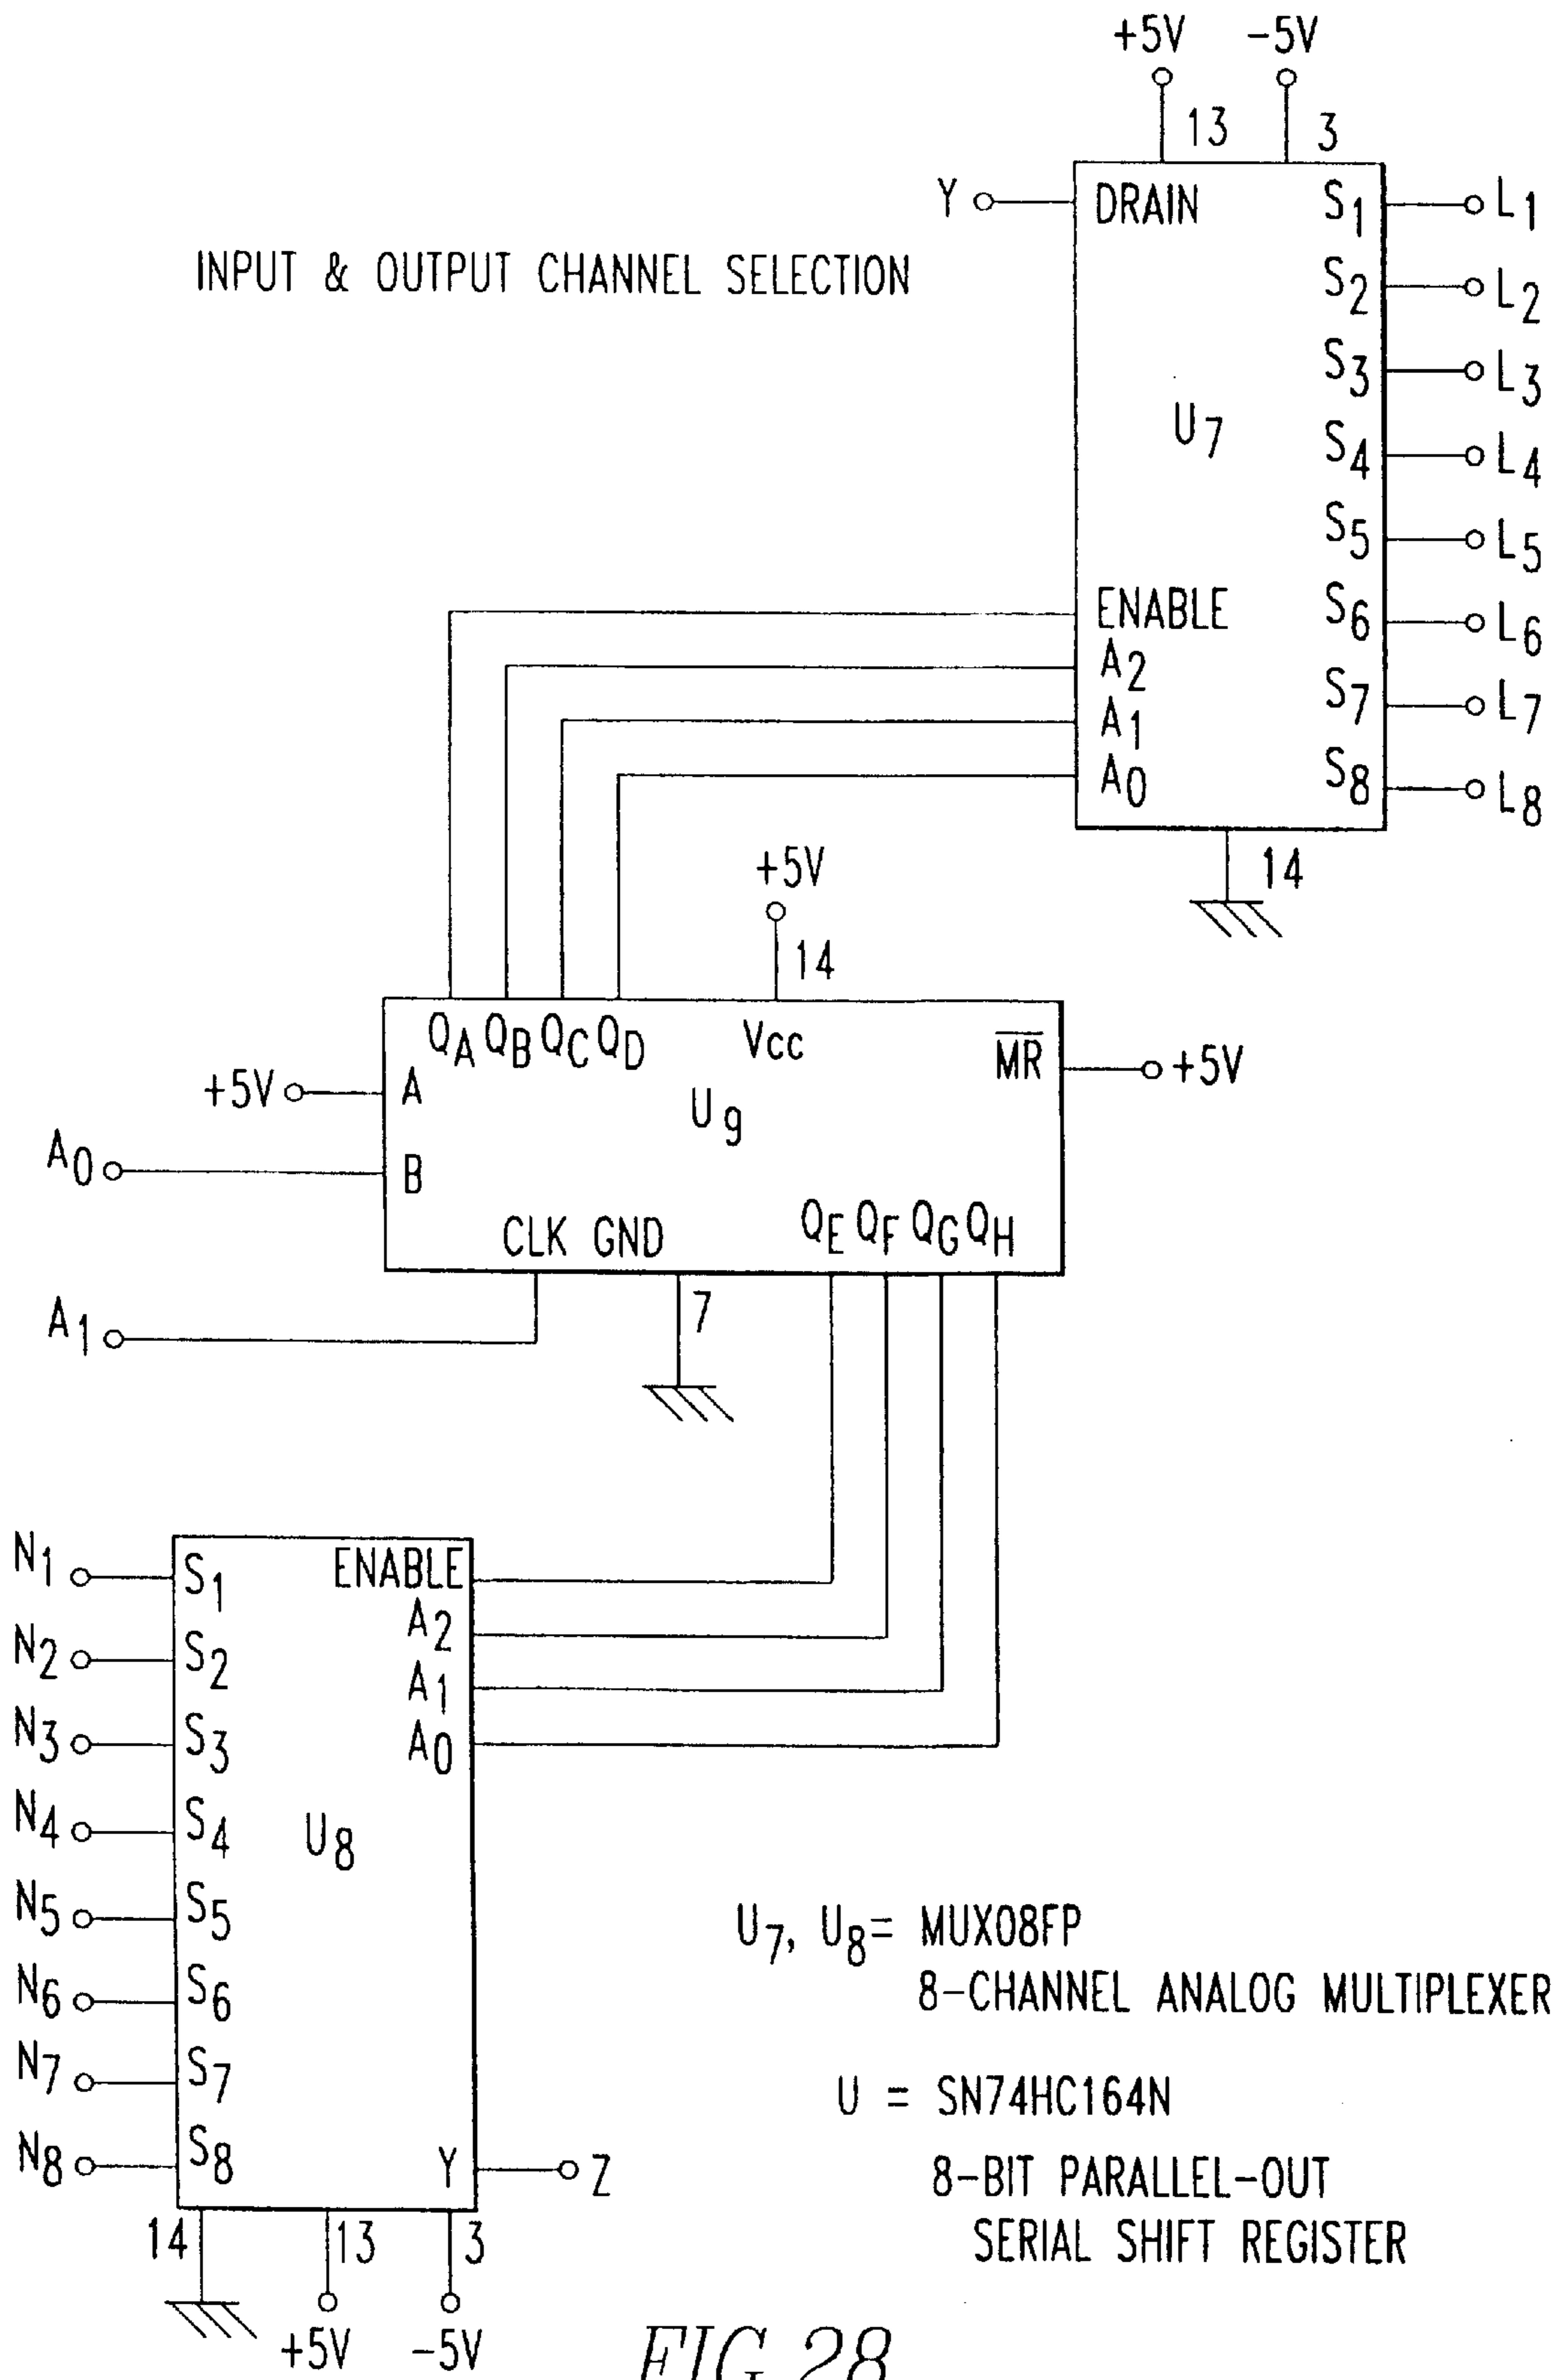 +5V -5V
13 3
Y DRAIN S1 L1
INPUT & OUTPUT CHANNEL SELECTION
S2 L2
S3 L3
U7
S4 L4
S5 L5
ENABLE S6 L6
A2
A1 S7 L7
A0 S8 L8
14
+5V
14
QA QB QC QD Vcc MR +5V
+5V A
U9
A0 B
CLK GND QE QF QG QH
A1
7
N1 S1 ENABLE
A2
N2 S2
A1
N3 S3 A0
N4 S4 U8
N5 S5
N6 S6
N7 S7
N8 S8 Y Z
14 13 3
+5V -5V
U7, U8= MUX08FP
8-CHANNEL ANALOG MULTIPLEXER
U = SN74HC164N
8-BIT PARALLEL-OUT
SERIAL SHIFT REGISTER
FIG.28